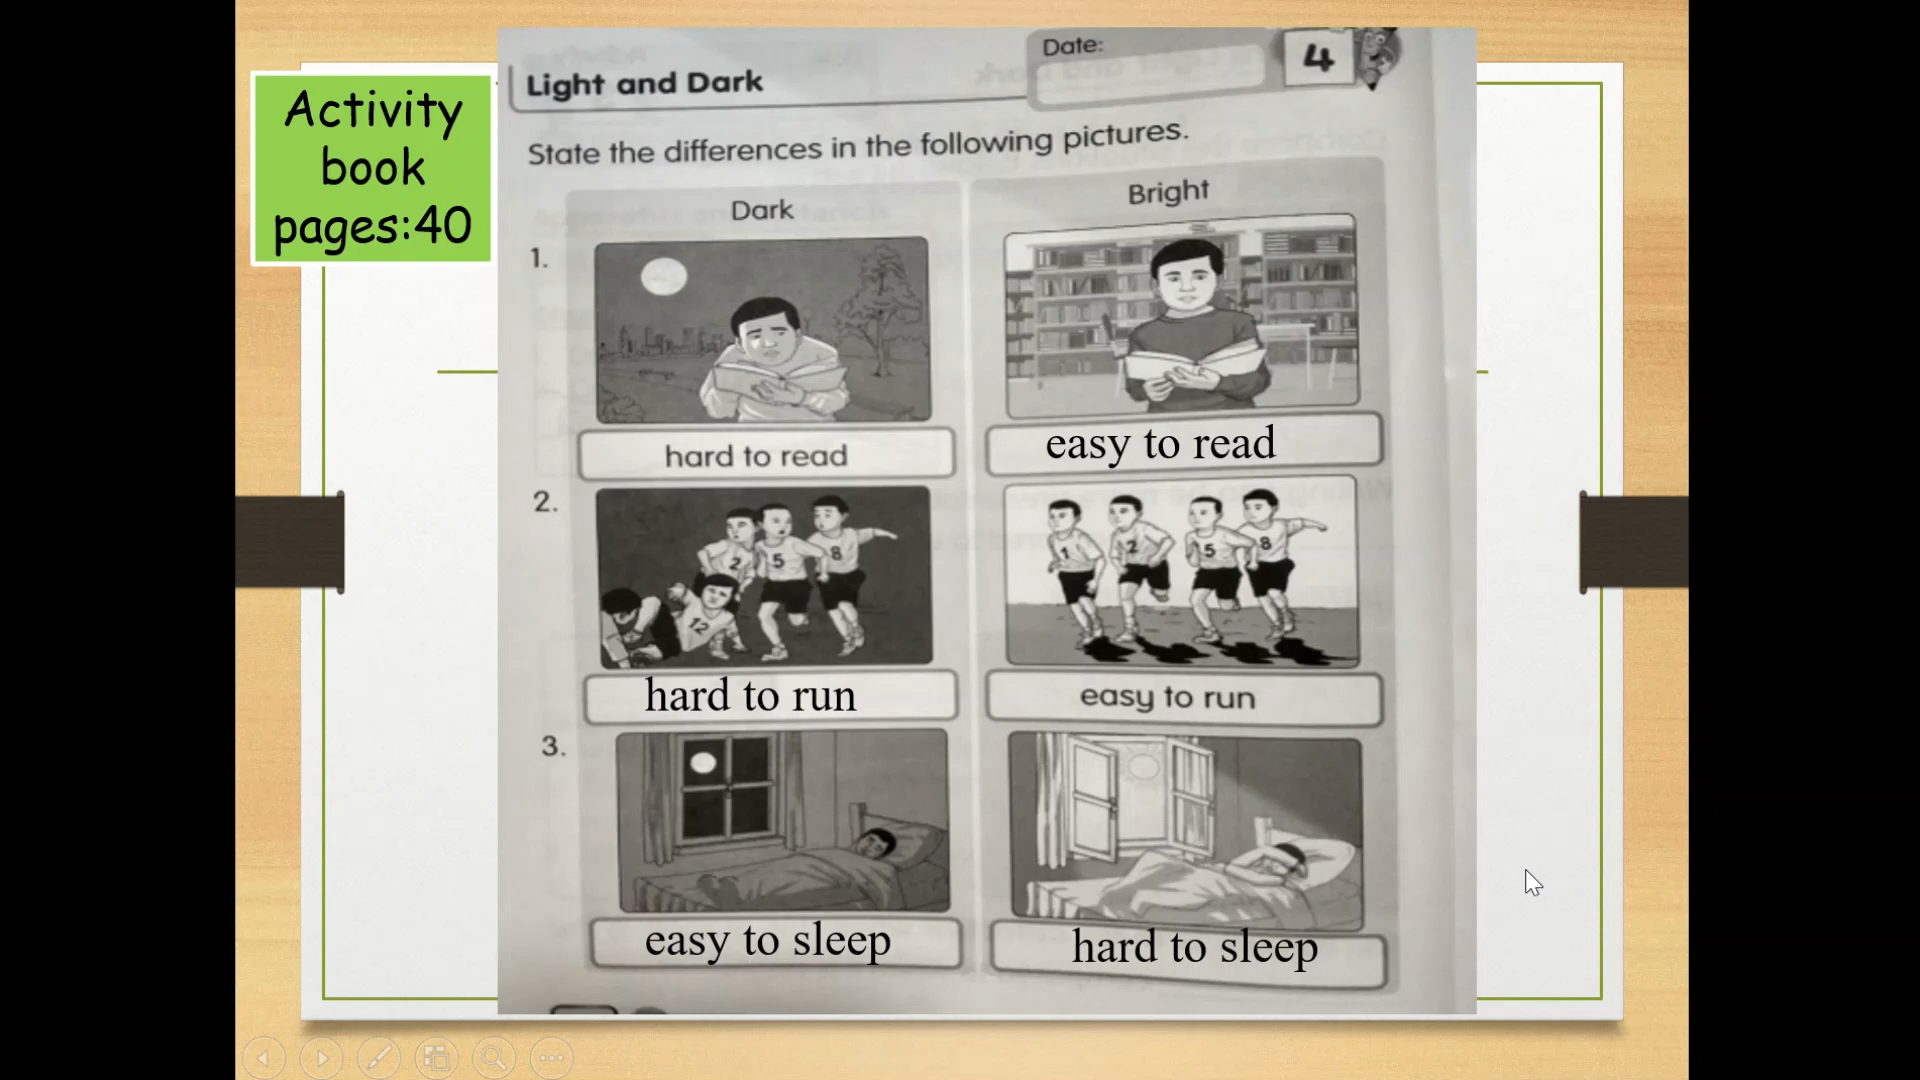 Activity
book
pages:40
Light and Dark
Date:
4
State the differences in the following pictures.
Dark
Bright
1.
hard to read
easy to read
2.
2
5
8
12
1
2
5
8
hard to run
easy to run
3.
easy to sleep
hard to sleep